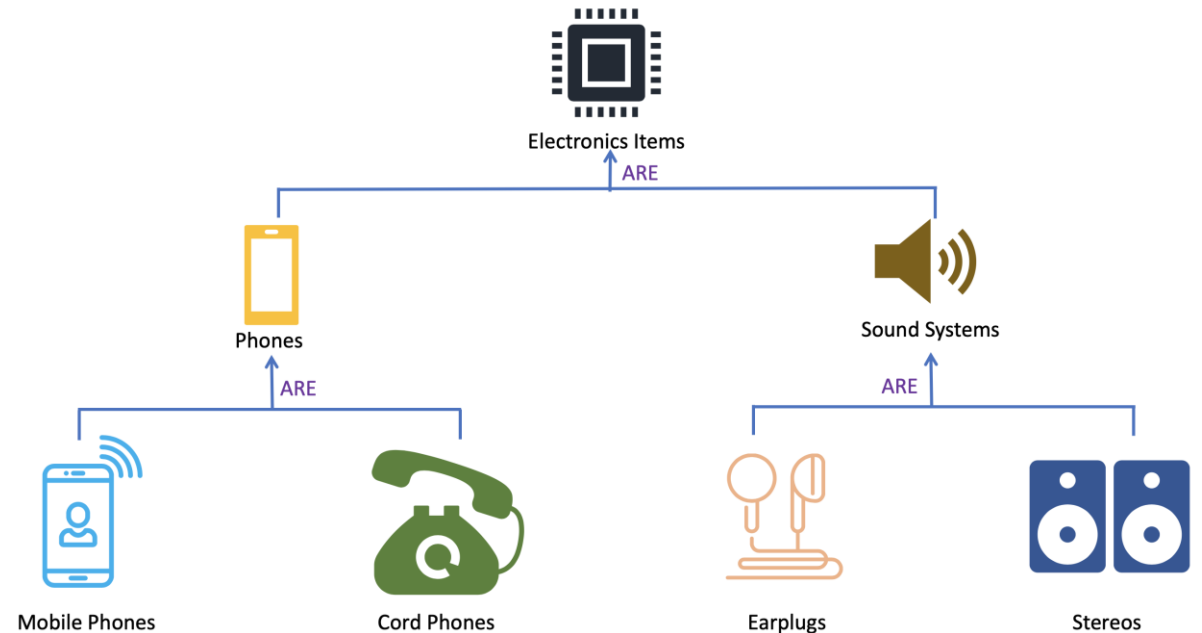 Electronics Items
ARE
Phones
Sound Systems
ARE
ARE
Mobile Phones
Cord Phones
Earplugs
Stereos